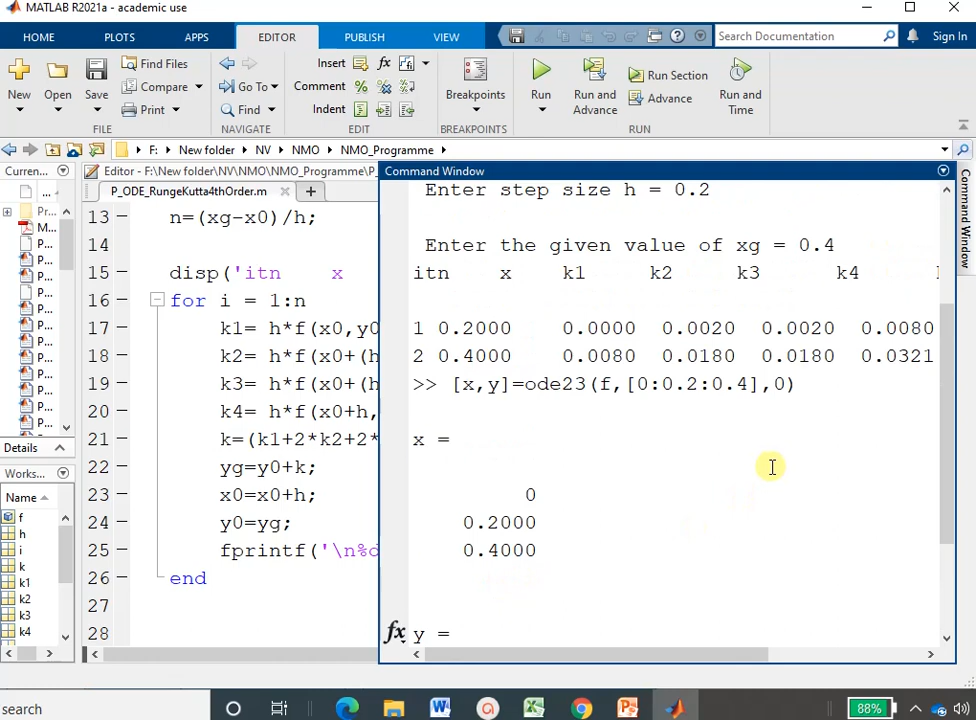 MATLAB R2021a - academic use
HOME PLOTS APPS EDITOR PUBLISH VIEW Search Documentation Sign In
New Open Save Find Files Compare Print Go To Find Insert Comment Indent Breakpoints Run Run and Advance Run Section Advance Run and Time
FILE NAVIGATE EDIT BREAKPOINTS RUN
F: New folder NV NMO NMO_Programme
Curren... Editor - F:\New folder\NV\NMO\NMO_Programme\P_ Command Window
P_ODE_RungeKutta4thOrder.m
Enter step size h = 0.2
13 n=(xg-x0)/h;
14
Enter the given value of xg = 0.4
15 disp('itn x
itn x k1 k2 k3 k4
16 for i = 1:n
17 k1= h*f(x0,y0
1 0.2000 0.0000 0.0020 0.0020 0.0080
18 k2= h*f(x0+(h
2 0.4000 0.0080 0.0180 0.0180 0.0321
19 k3= h*f(x0+(h
>> [x,y]=ode23(f,[0:0.2:0.4],0)
20 k4= h*f(x0+h,
21 k=(k1+2*k2+2*
x =
22 yg=y0+k;
23 x0=x0+h;
0
24 y0=yg;
0.2000
25 fprintf('\n%d
0.4000
26 end
27
28
fx y =
Details
Works...
Name
f
h
i
k
k1
k2
k3
k4
Command Window
search
88%